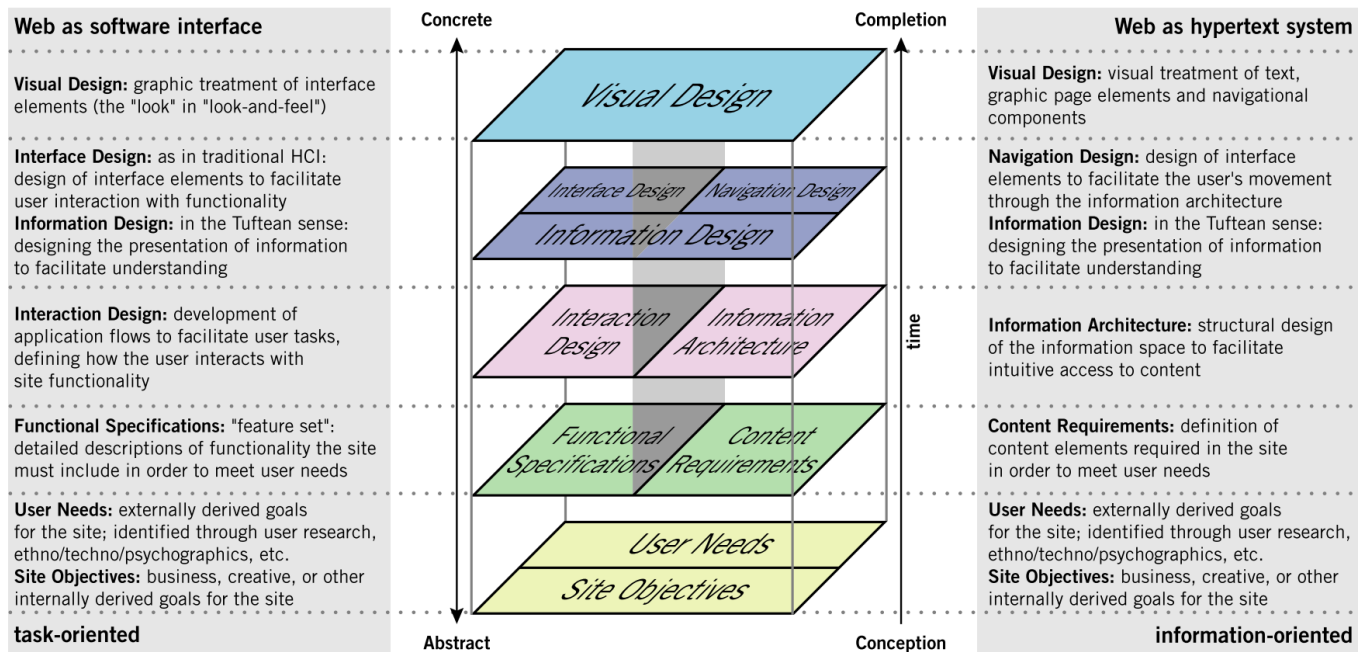 Web as software interface
Visual Design: graphic treatment of interface
elements (the "look" in "look-and-feel")
Interface Design: as in traditional HCI:
design of interface elements to facilitate
user interaction with functionality
Information Design: in the Tuftean sense:
designing the presentation of information
to facilitate understanding
Interaction Design: development of
application flows to facilitate user tasks,
defining how the user interacts with
site functionality
Functional Specifications: "feature set":
detailed descriptions of functionality the site
must include in order to meet user needs
User Needs: externally derived goals
for the site; identified through user research,
ethno/techno/psychographics, etc.
Site Objectives: business, creative, or other
internally derived goals for the site
task-oriented
Concrete
Completion
Visual Design
Interface Design
Navigation Design
Information Design
Interaction
Design
Information
Architecture
Functional
Specifications
Content
Requirements
User Needs
Site Objectives
time
Abstract
Conception
Web as hypertext system
Visual Design: visual treatment of text,
graphic page elements and navigational
components
Navigation Design: design of interface
elements to facilitate the user's movement
through the information architecture
Information Design: in the Tuftean sense:
designing the presentation of information
to facilitate understanding
Information Architecture: structural design
of the information space to facilitate
intuitive access to content
Content Requirements: definition of
content elements required in the site
in order to meet user needs
User Needs: externally derived goals
for the site; identified through user research,
ethno/techno/psychographics, etc.
Site Objectives: business, creative, or other
internally derived goals for the site
information-oriented